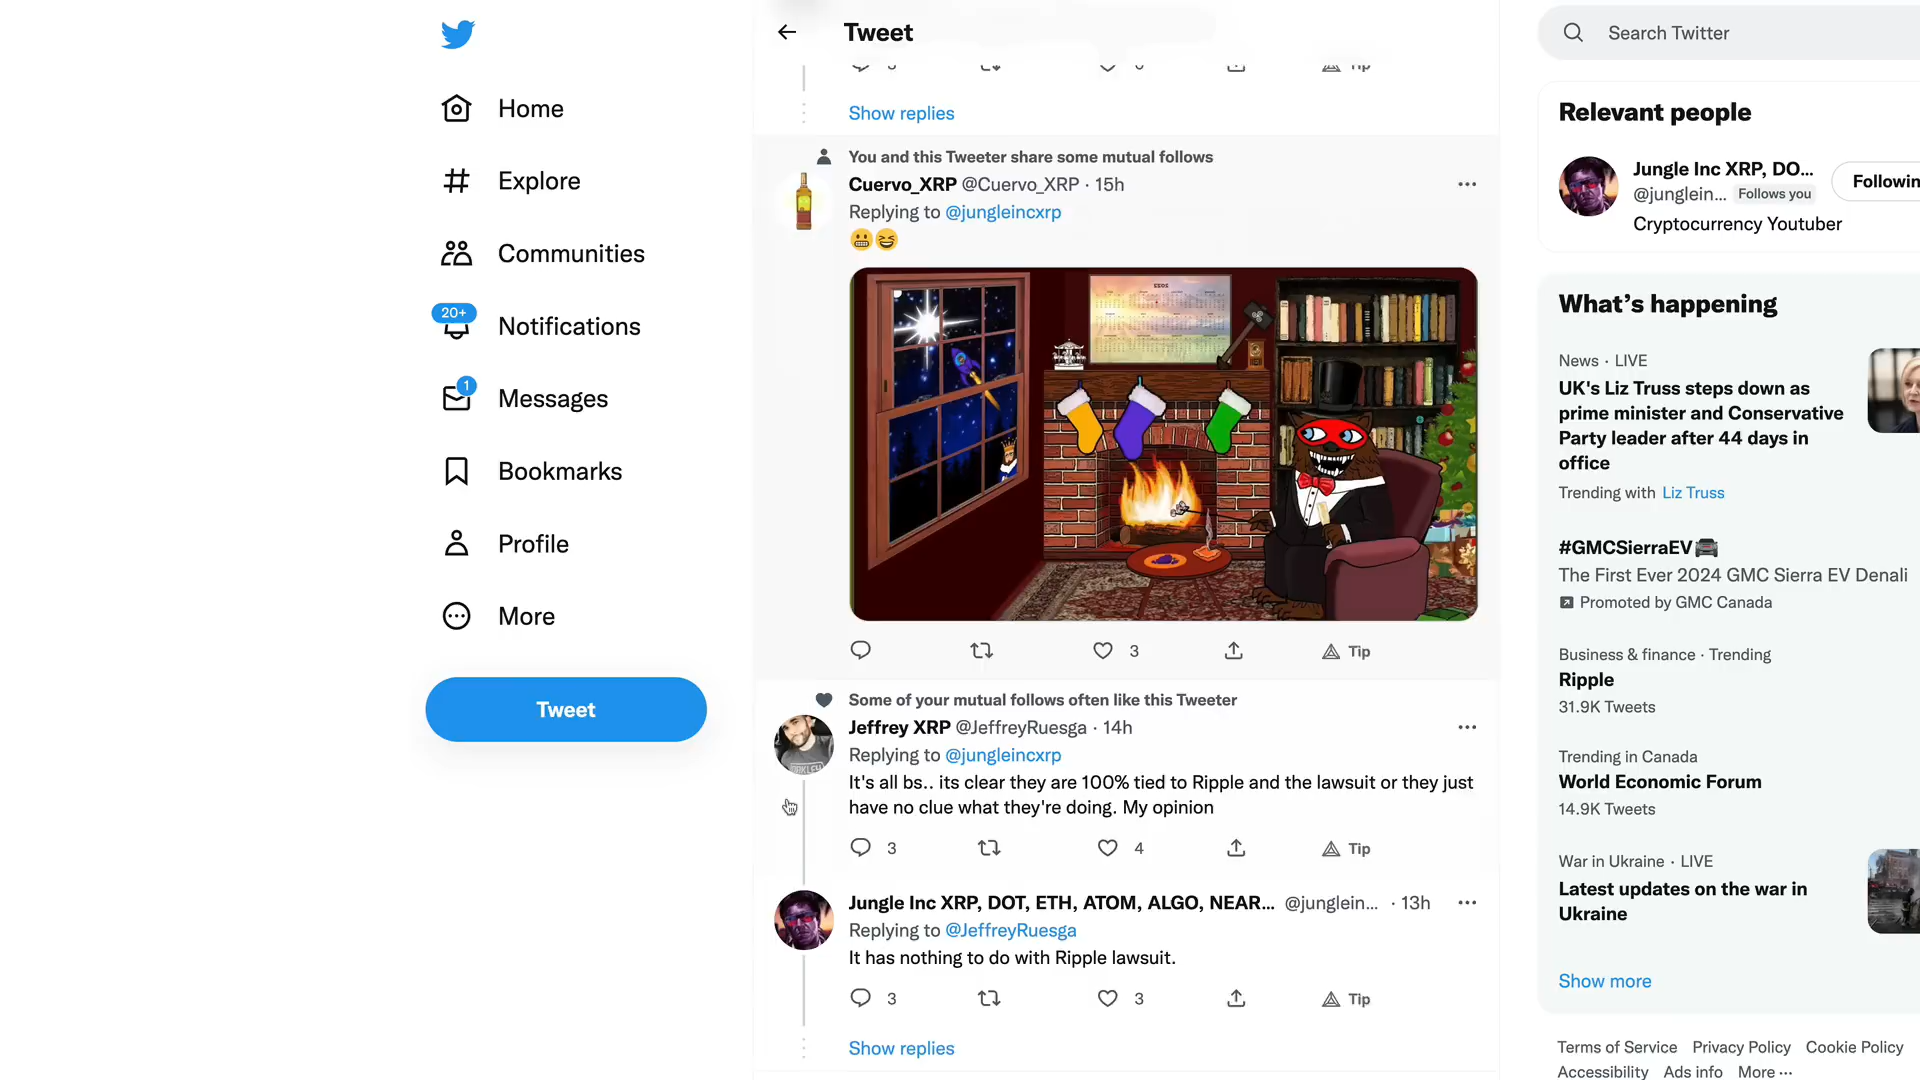 Home
Explore
Communities
20+
Notifications
1
Messages
Bookmarks
Profile
More
Tweet
Tweet
Tip
Show replies
You and this Tweeter share some mutual follows
Cuervo_XRP @Cuervo_XRP · 15h
Replying to @jungleincxrp
😬😆
3
Tip
Some of your mutual follows often like this Tweeter
Jeffrey XRP @JeffreyRuesga · 14h
Replying to @jungleincxrp
It's all bs.. its clear they are 100% tied to Ripple and the lawsuit or they just
have no clue what they're doing. My opinion
3 4 Tip
Jungle Inc XRP, DOT, ETH, ATOM, ALGO, NEAR... @junglein... · 13h
Replying to @JeffreyRuesga
It has nothing to do with Ripple lawsuit.
3 3 Tip
Show replies
Search Twitter
Relevant people
Jungle Inc XRP, DO...
@junglein... Follows you
Followin
Cryptocurrency Youtuber
What's happening
News · LIVE
UK's Liz Truss steps down as
prime minister and Conservative
Party leader after 44 days in
office
Trending with Liz Truss
#GMCSierraEV
The First Ever 2024 GMC Sierra EV Denali
Promoted by GMC Canada
Business & finance · Trending
Ripple
31.9K Tweets
Trending in Canada
World Economic Forum
14.9K Tweets
War in Ukraine · LIVE
Latest updates on the war in
Ukraine
Show more
Terms of Service Privacy Policy Cookie Policy
Accessibility Ads info More ···